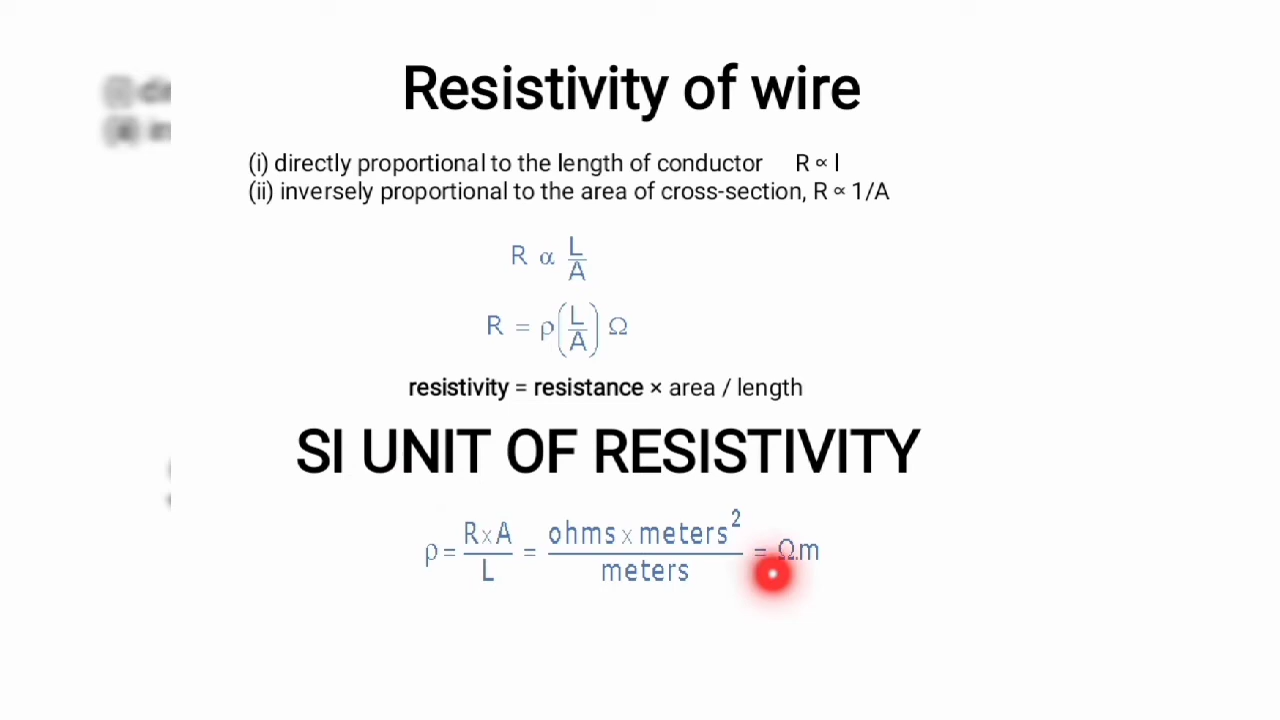 Resistivity of wire
(i) directly proportional to the length of conductor R ∝ l
(ii) inversely proportional to the area of cross-section, R ∝ 1/A
R α L/A
R = ρ(L/A) Ω
resistivity = resistance × area / length
SI UNIT OF RESISTIVITY
ρ = R×A/L = ohms × meters²/meters = Ω.m